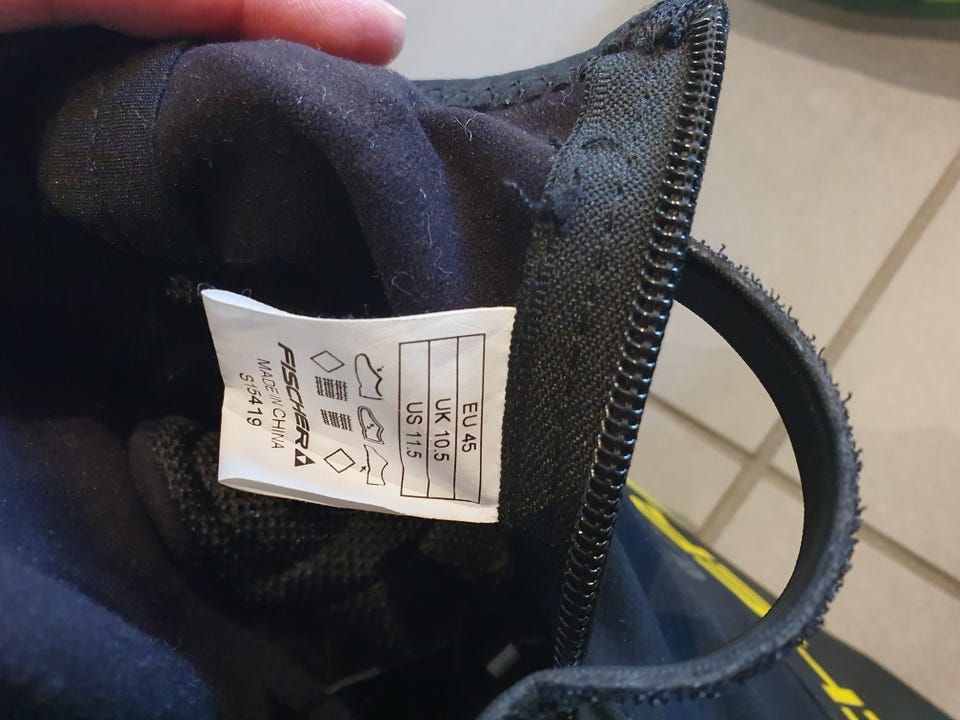 EU 45
UK 10.5
US 11.5
FISCHER
MADE IN CHINA
S15419